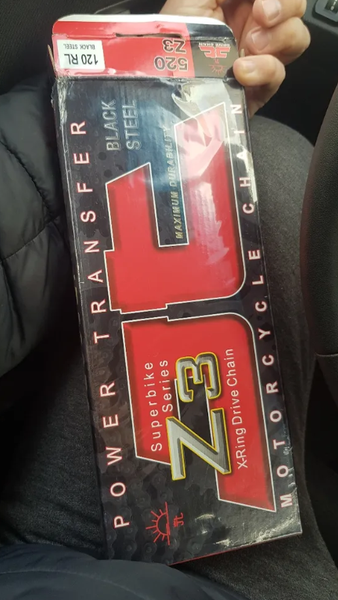 520
Z3
120 RL
BLACK STEEL
POWER TRANSFER
BLACK
STEEL
MAXIMUM DURABILITY
Superbike
Series
Z3
X-Ring Drive Chain
MOTORCYCLE CHAIN